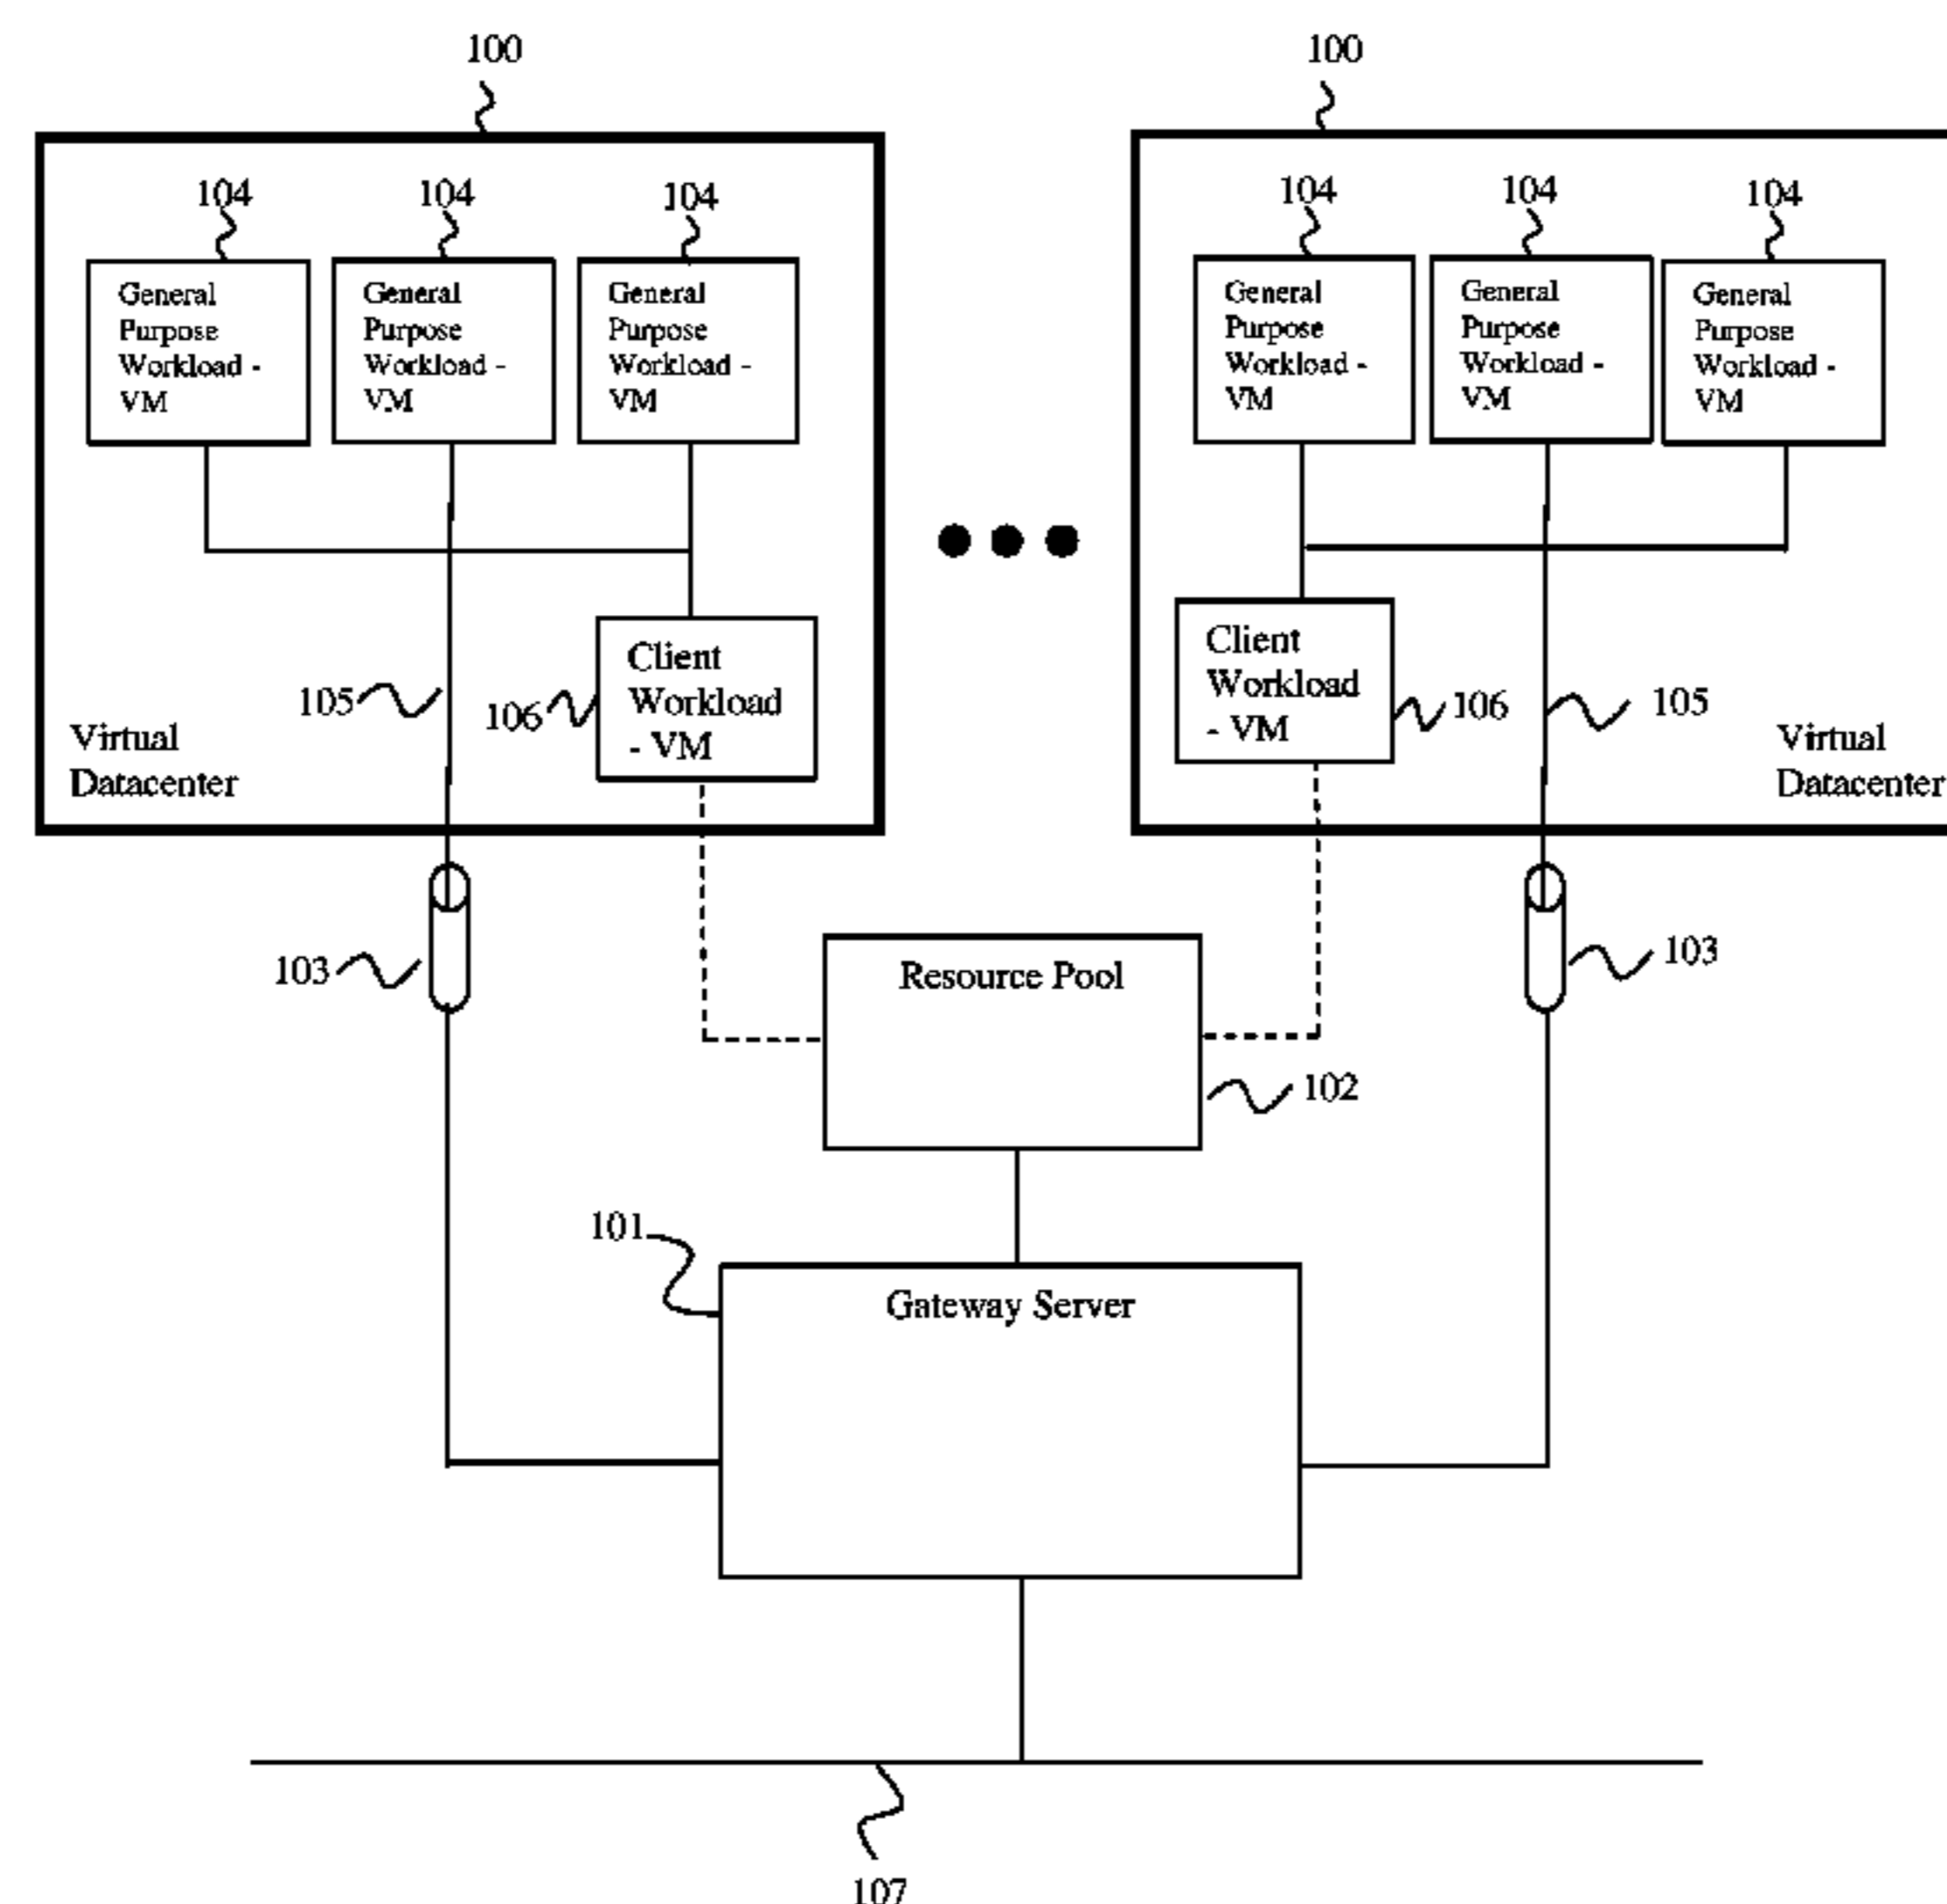 100
100
104
104
104
104
104
104
General
Purpose
Workload -
VM
General
Purpose
Workload -
VM
General
Purpose
Workload -
VM
General
Purpose
Workload -
VM
General
Purpose
Workload -
VM
General
Purpose
Workload -
VM
Client
Workload
- VM
105
106
Virtual
Datacenter
Client
Workload
- VM
106
105
Virtual
Datacenter
103
103
Resource Pool
102
101
Gateway Server
107